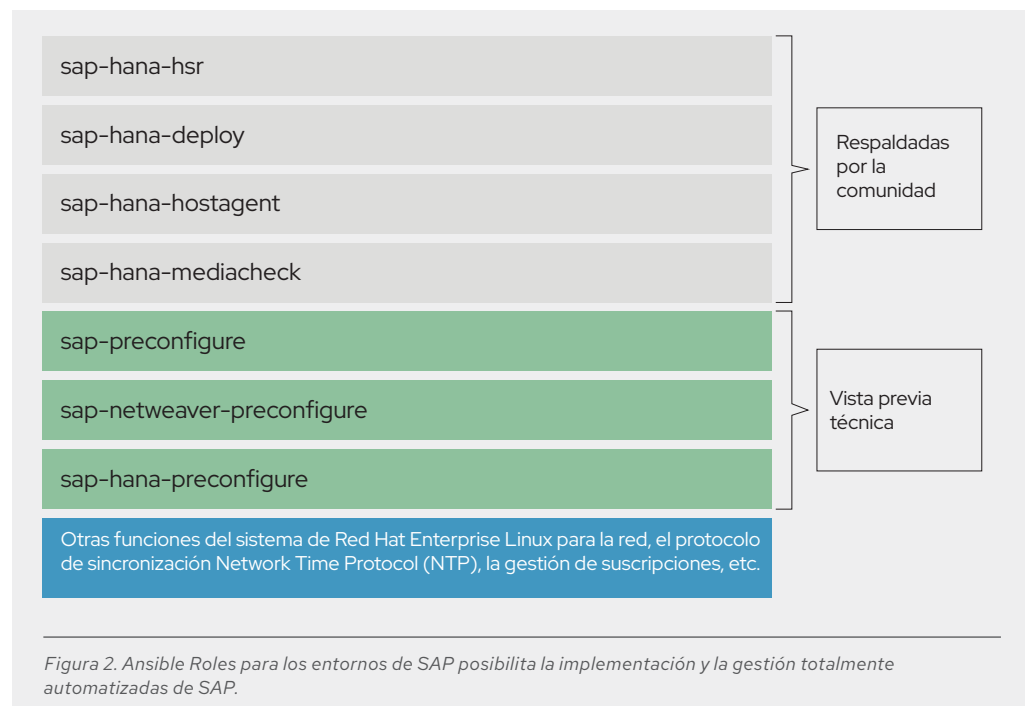 sap-hana-hsr
sap-hana-deploy
sap-hana-hostagent
sap-hana-mediacheck
Respaldadas
por la
comunidad
sap-preconfigure
sap-netweaver-preconfigure
sap-hana-preconfigure
Vista previa
técnica
Otras funciones del sistema de Red Hat Enterprise Linux para la red, el protocolo
de sincronización Network Time Protocol (NTP), la gestión de suscripciones, etc.
Figura 2. Ansible Roles para los entornos de SAP posibilita la implementación y la gestión totalmente
automatizadas de SAP.